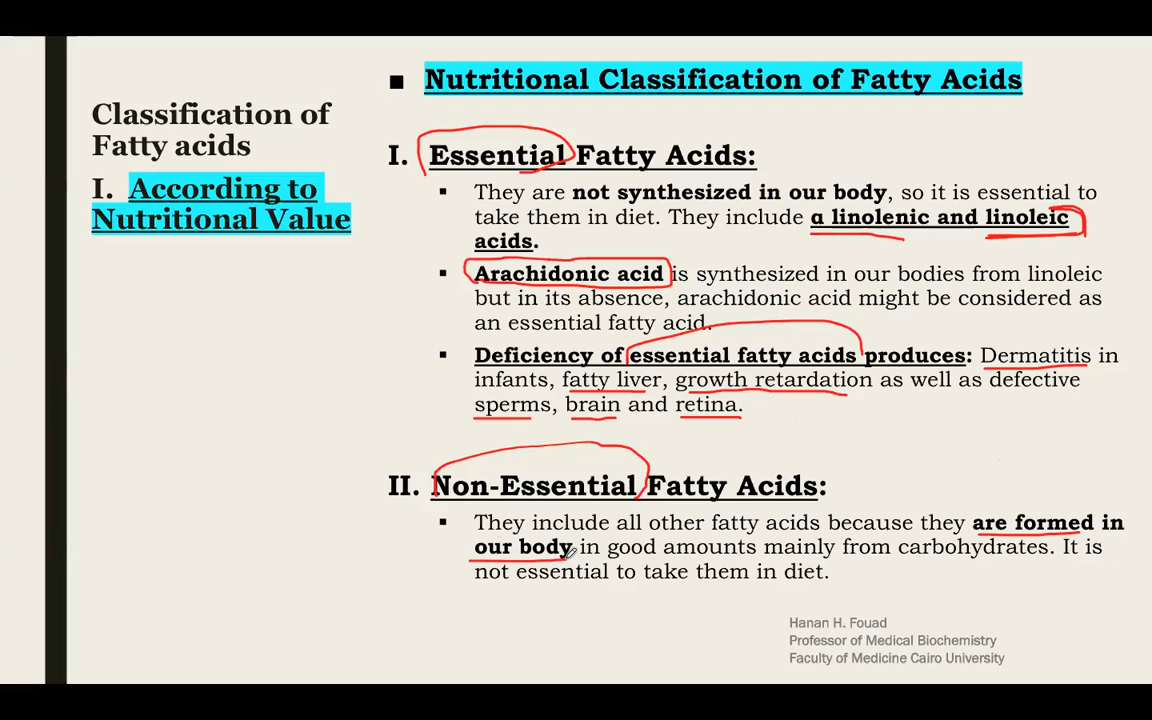 Classification of
Fatty acids
I. According to
Nutritional Value
▪ Nutritional Classification of Fatty Acids
I. Essential Fatty Acids:
▪ They are not synthesized in our body, so it is essential to
take them in diet. They include α linolenic and linoleic
acids.
▪ Arachidonic acid is synthesized in our bodies from linoleic
but in its absence, arachidonic acid might be considered as
an essential fatty acid.
▪ Deficiency of essential fatty acids produces: Dermatitis in
infants, fatty liver, growth retardation as well as defective
sperms, brain and retina.
II. Non-Essential Fatty Acids:
▪ They include all other fatty acids because they are formed in
our body in good amounts mainly from carbohydrates. It is
not essential to take them in diet.
Hanan H. Fouad
Professor of Medical Biochemistry
Faculty of Medicine Cairo University